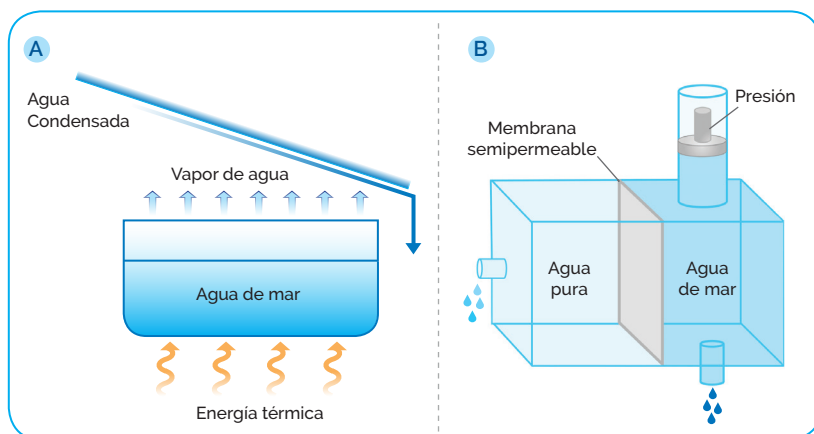 A
Agua
Condensada
Vapor de agua
Agua de mar
Energía térmica
B
Presión
Membrana
semipermeable
Agua
pura
Agua
de mar